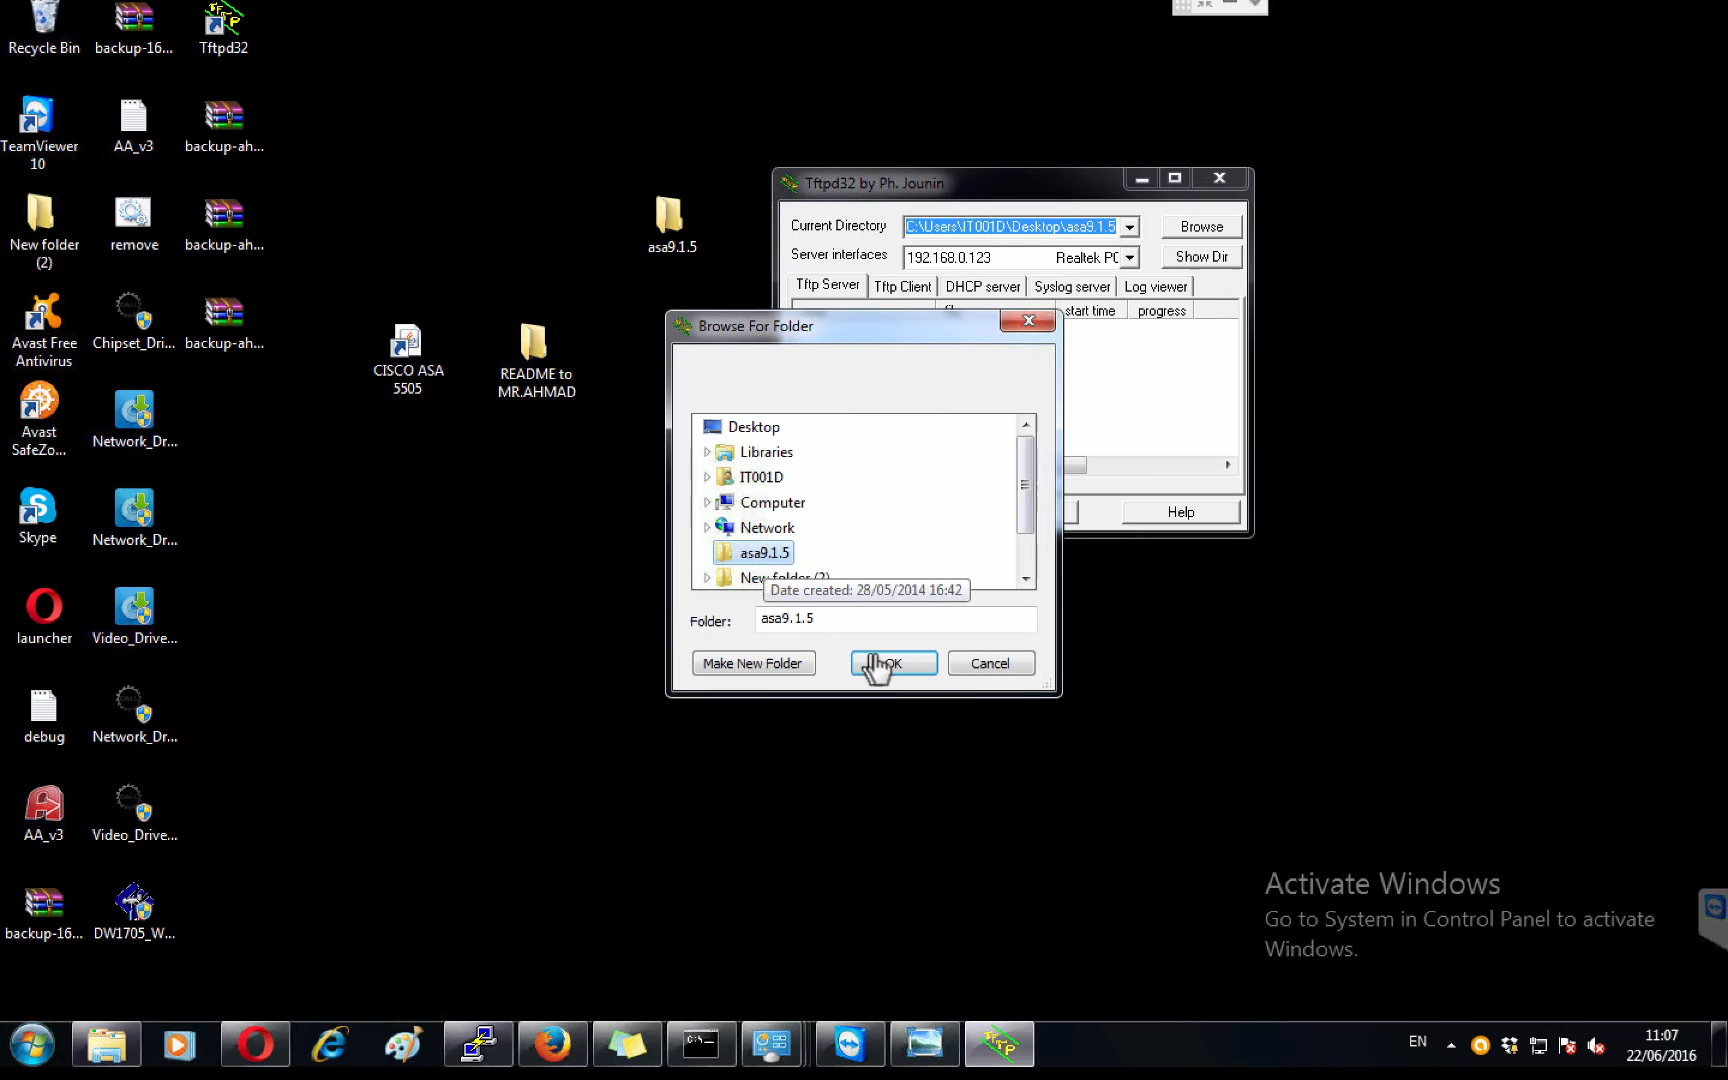 Recycle Bin
backup-16...
Tftpd32
TeamViewer
10
AA_v3
backup-ah...
New folder
(2)
remove
backup-ah...
Avast Free
Antivirus
Chipset_Dri...
backup-ah...
Avast
SafeZo...
Network_Dr...
Skype
Network_Dr...
launcher
Video_Drive...
debug
Network_Dr...
AA_v3
Video_Drive...
backup-16...
DW1705_W...
CISCO ASA
5505
README to
MR.AHMAD
asa9.1.5
Tftpd32 by Ph. Jounin
Current Directory
C:\Users\IT001D\Desktop\asa9.1.5
Browse
Server interfaces
192.168.0.123
Realtek PC
Show Dir
Tftp Server
Tftp Client
DHCP server
Syslog server
Log viewer
start time
progress
Help
Browse For Folder
Desktop
Libraries
IT001D
Computer
Network
asa9.1.5
New folder (2)
Date created: 28/05/2014 16:42
Folder:
asa9.1.5
Make New Folder
OK
Cancel
Activate Windows
Go to System in Control Panel to activate
Windows.
EN
11:07
22/06/2016